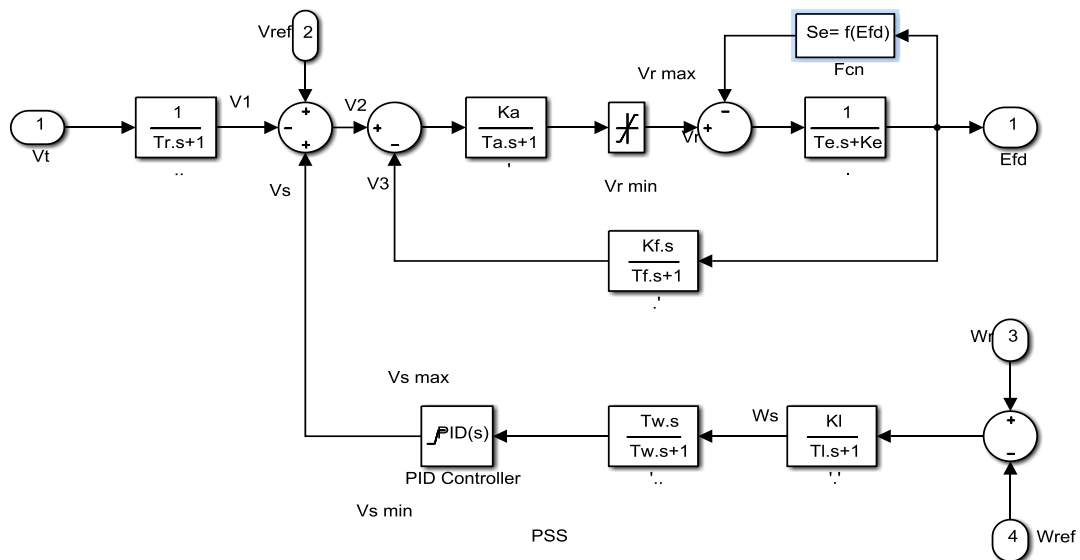 Vref 2
Se= f(Efd)
Fcn
Vr max
1
Vt
1
Tr.s+1
..
V1
+
-
+
V2
+
-
V3
Vs
Ka
Ta.s+1
'
Vr
Vr min
-
+
1
Te.s+Ke
.
1
Efd
Kf.s
Tf.s+1
.'
Wr 3
Vs max
PID(s)
PID Controller
Vs min
Tw.s
Tw.s+1
'..
Ws
Kl
Tl.s+1
'.'
+
-
PSS
4 Wref